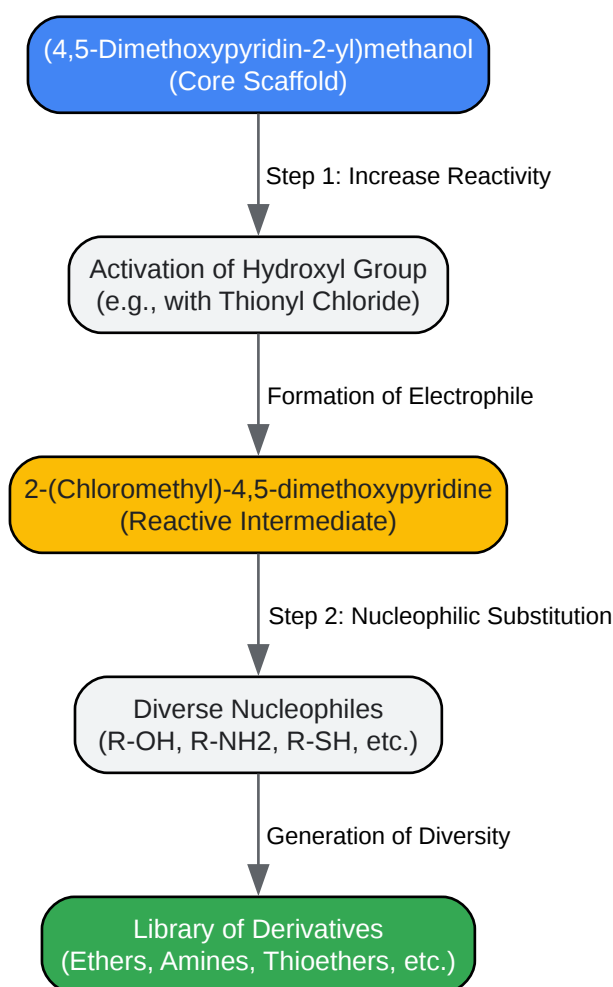 (4,5-Dimethoxypyridin-2-yl)methanol
(Core Scaffold)
Step 1: Increase Reactivity
Activation of Hydroxyl Group
(e.g., with Thionyl Chloride)
Formation of Electrophile
2-(Chloromethyl)-4,5-dimethoxypyridine
(Reactive Intermediate)
Step 2: Nucleophilic Substitution
Diverse Nucleophiles
(R-OH, R-NH2, R-SH, etc.)
Generation of Diversity
Library of Derivatives
(Ethers, Amines, Thioethers, etc.)